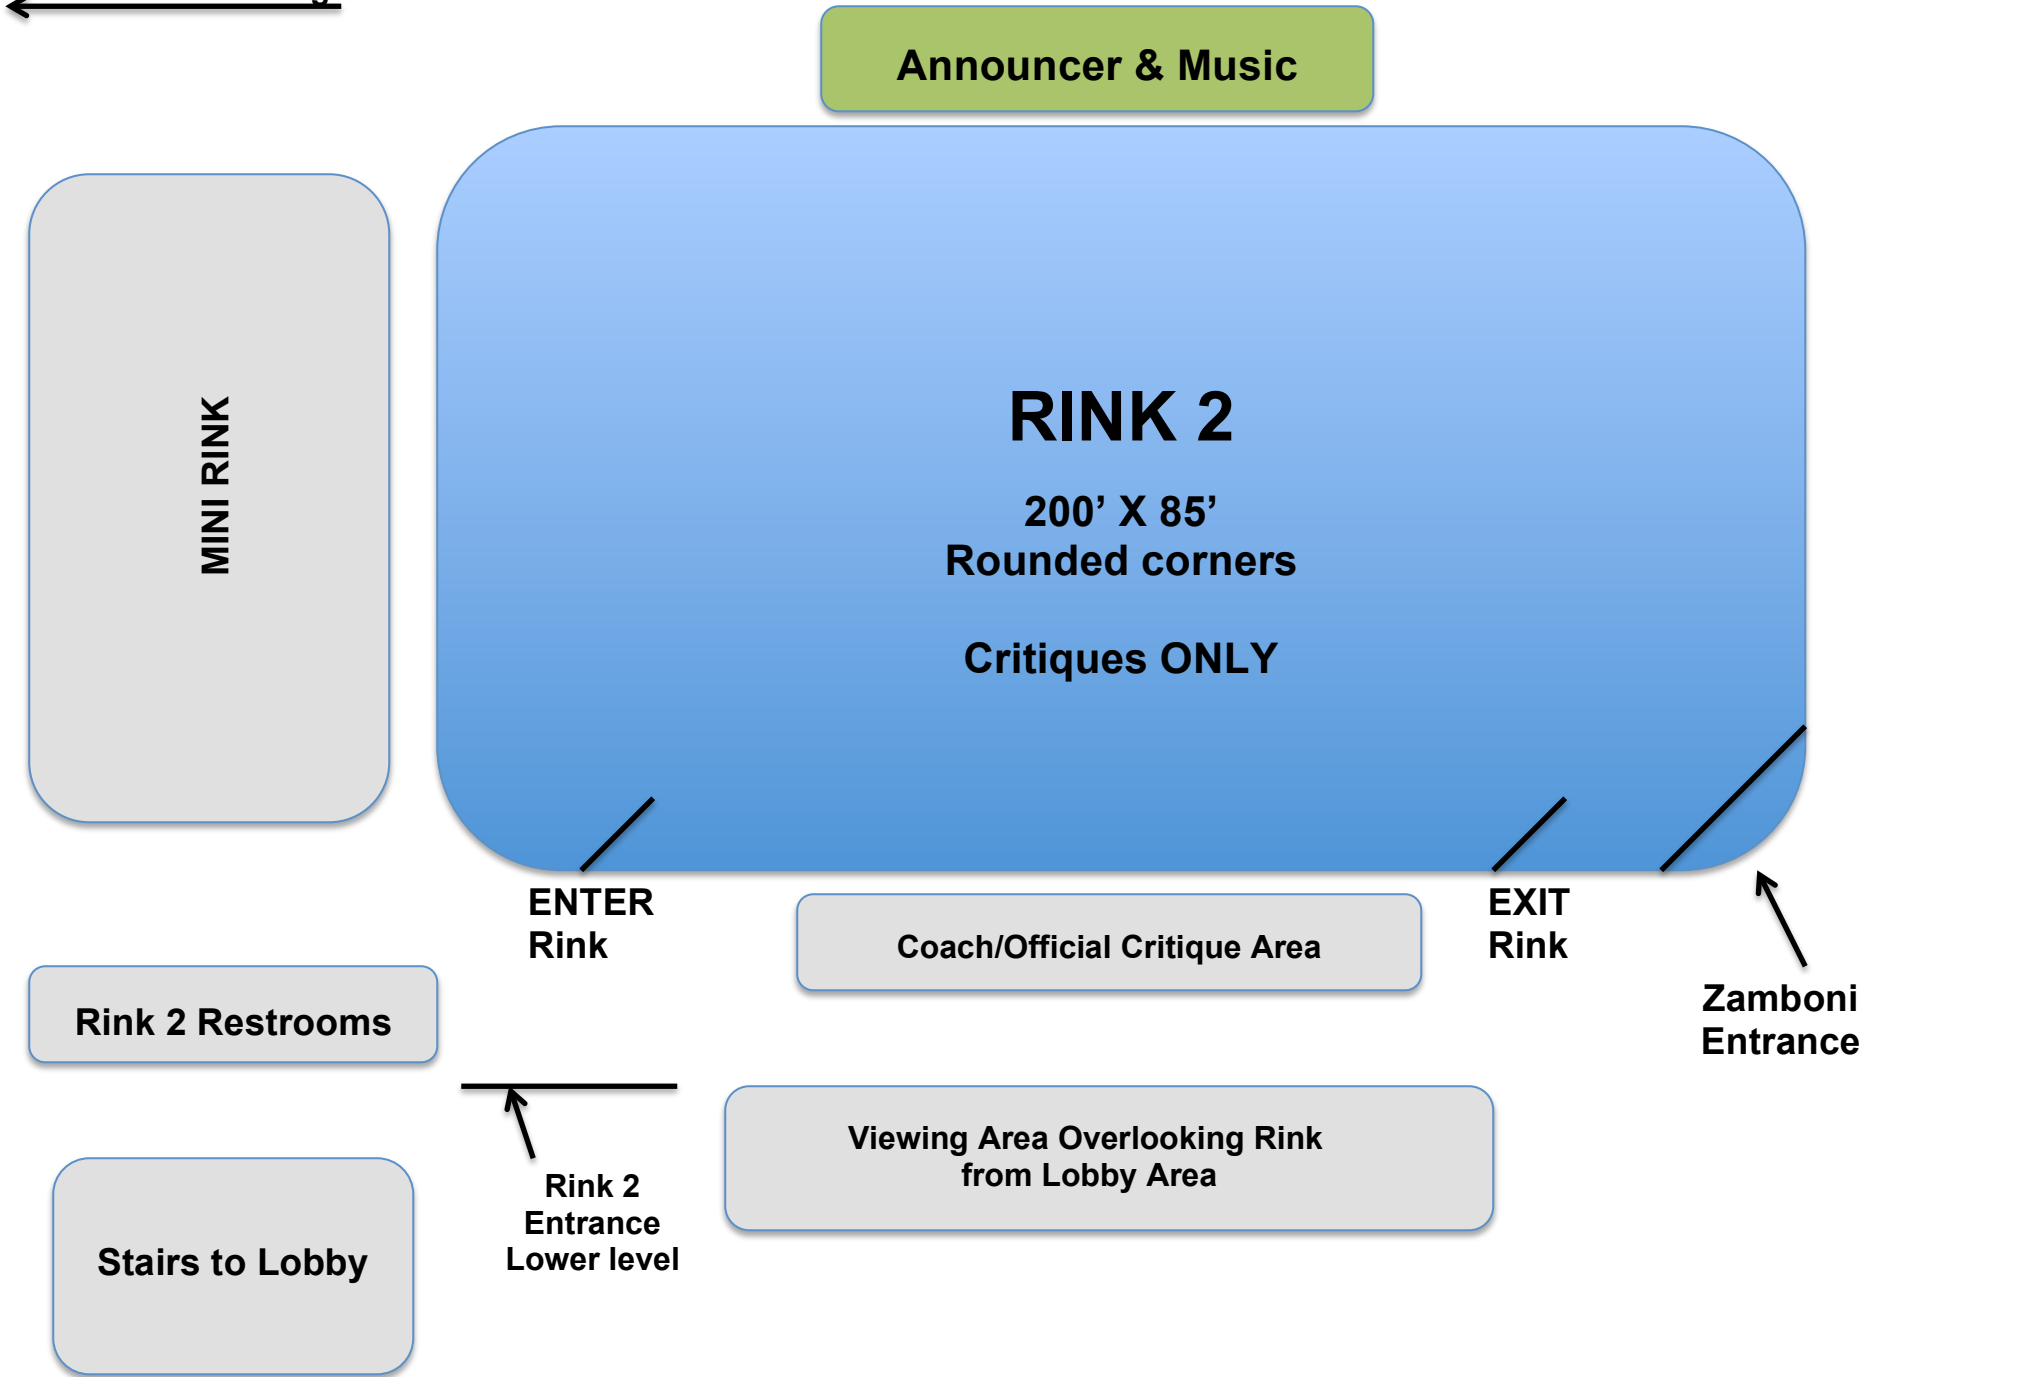 Announcer & Music
MINI RINK
RINK 2
200’ X 85’
Rounded corners
Critiques ONLY
ENTER
Rink
Coach/Official Critique Area
EXIT
Rink
Rink 2 Restrooms
Zamboni
Entrance
Viewing Area Overlooking Rink
from Lobby Area
Rink 2
Entrance
Lower level
Stairs to Lobby